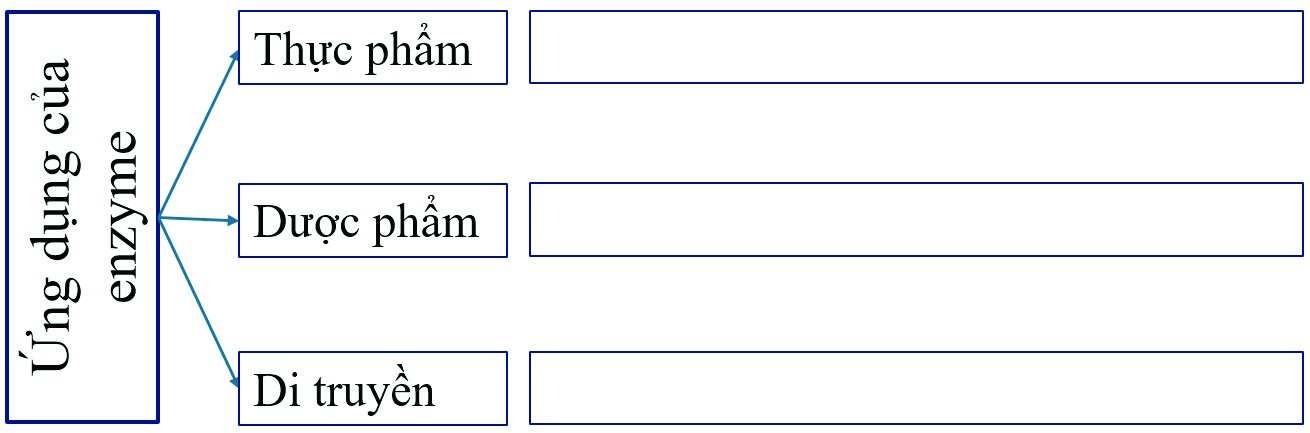 Ứng dụng của
enzyme
Thực phẩm
Dược phẩm
Di truyền